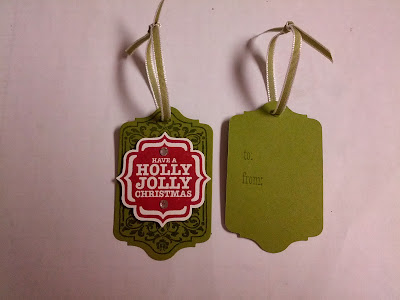 HAVE A
HOLLY
JOLLY
CHRISTMAS
to:
from: